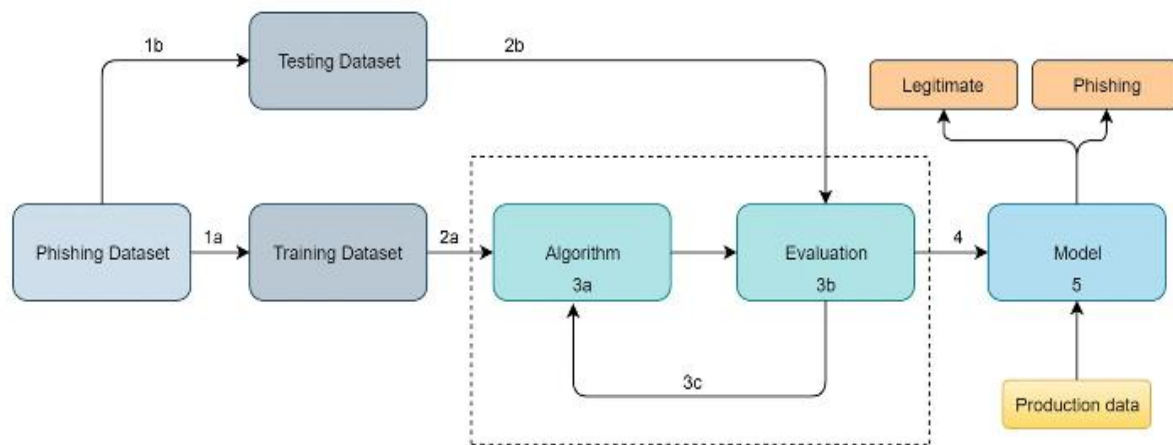 1b
Testing Dataset
2b
Legitimate
Phishing
Phishing Dataset
1a
Training Dataset
2a
Algorithm
3a
Evaluation
3b
4
Model
5
3c
Production data